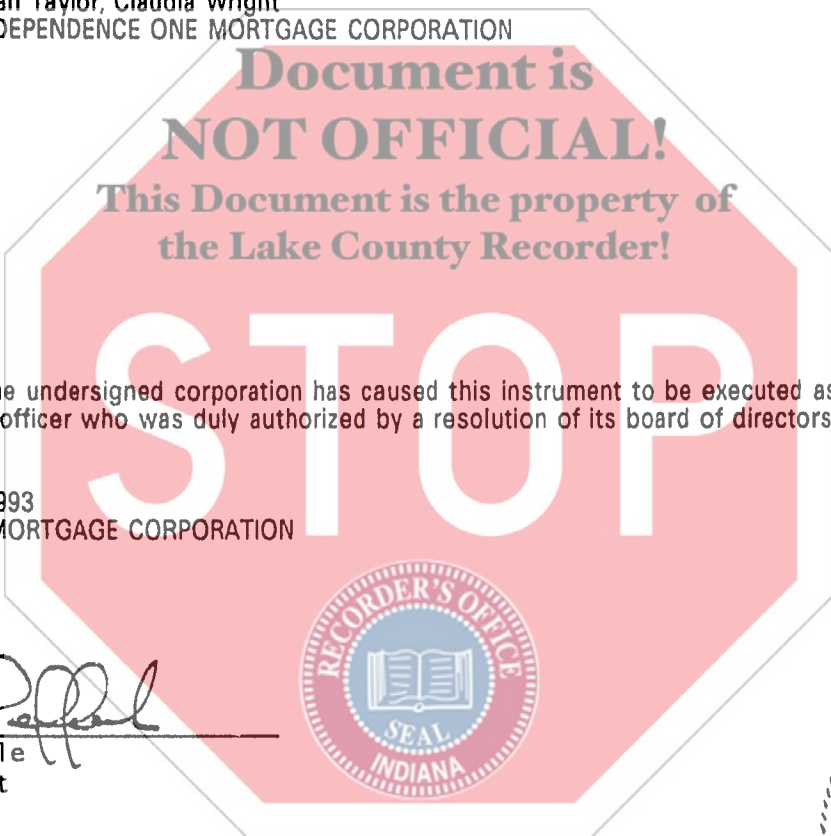 an Taylor, Claudia Wright
DEPENDENCE ONE MORTGAGE CORPORATION
Document is
NOT OFFICIAL!
This Document is the property of
the Lake County Recorder!
STOP
e undersigned corporation has caused this instrument to be executed as
officer who was duly authorized by a resolution of its board of directors
993
MORTGAGE CORPORATION
RECORDER'S OFFICE
SEAL
INDIANA
le
t